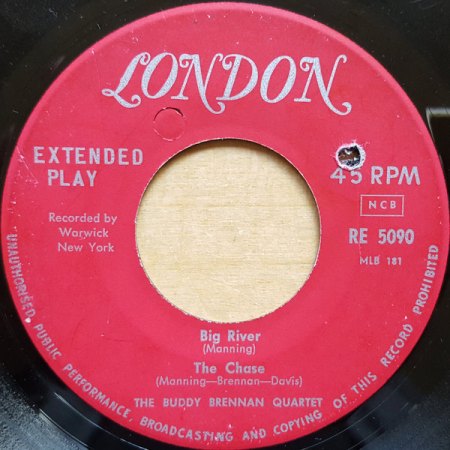 LONDON
EXTENDED
PLAY
45 RPM
Recorded by
Warwick
New York
NCB
RE 5090
MLB 181
Big River
(Manning)
The Chase
(Manning—Brennan—Davis)
THE BUDDY BRENNAN QUARTET
UNAUTHORISED PUBLIC PERFORMANCE, BROADCASTING AND COPYING OF THIS RECORD PROHIBITED